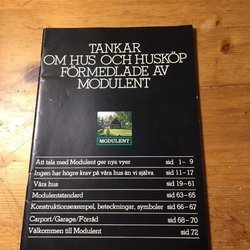 TANKAR
OM HUS OCH HUSKÖP
FÖRMEDLADE AV
MODULENT
MODULENT
Att tala med Modulent ger nya vyer sid 1 - 9
Ingen har högre krav på våra hus än vi själva sid 11 - 17
Våra hus sid 19 - 61
Modulentstandard sid 63 - 65
Konstruktionsexempel, beteckningar, symboler sid 66 - 67
Carport/Garage/Förråd sid 68 - 70
Välkommen till Modulent sid 72